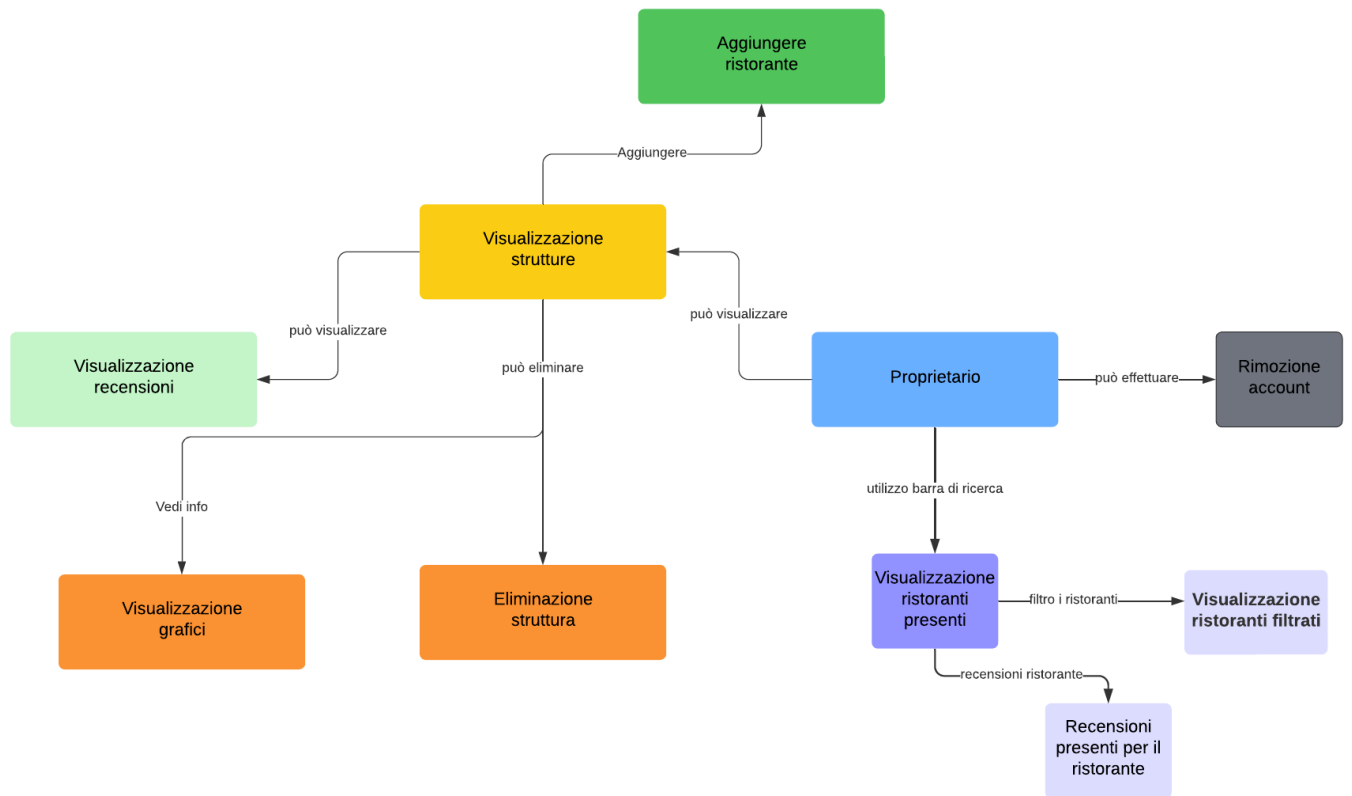 Aggiungere
ristorante
Aggiungere
Visualizzazione
strutture
può visualizzare
può visualizzare
Visualizzazione
recensioni
può eliminare
Proprietario
può effettuare
Rimozione
account
Vedi info
utilizzo barra di ricerca
Visualizzazione
grafici
Eliminazione
struttura
Visualizzazione
ristoranti
presenti
filtro i ristoranti
Visualizzazione
ristoranti filtrati
recensioni ristorante
Recensioni
presenti per il
ristorante